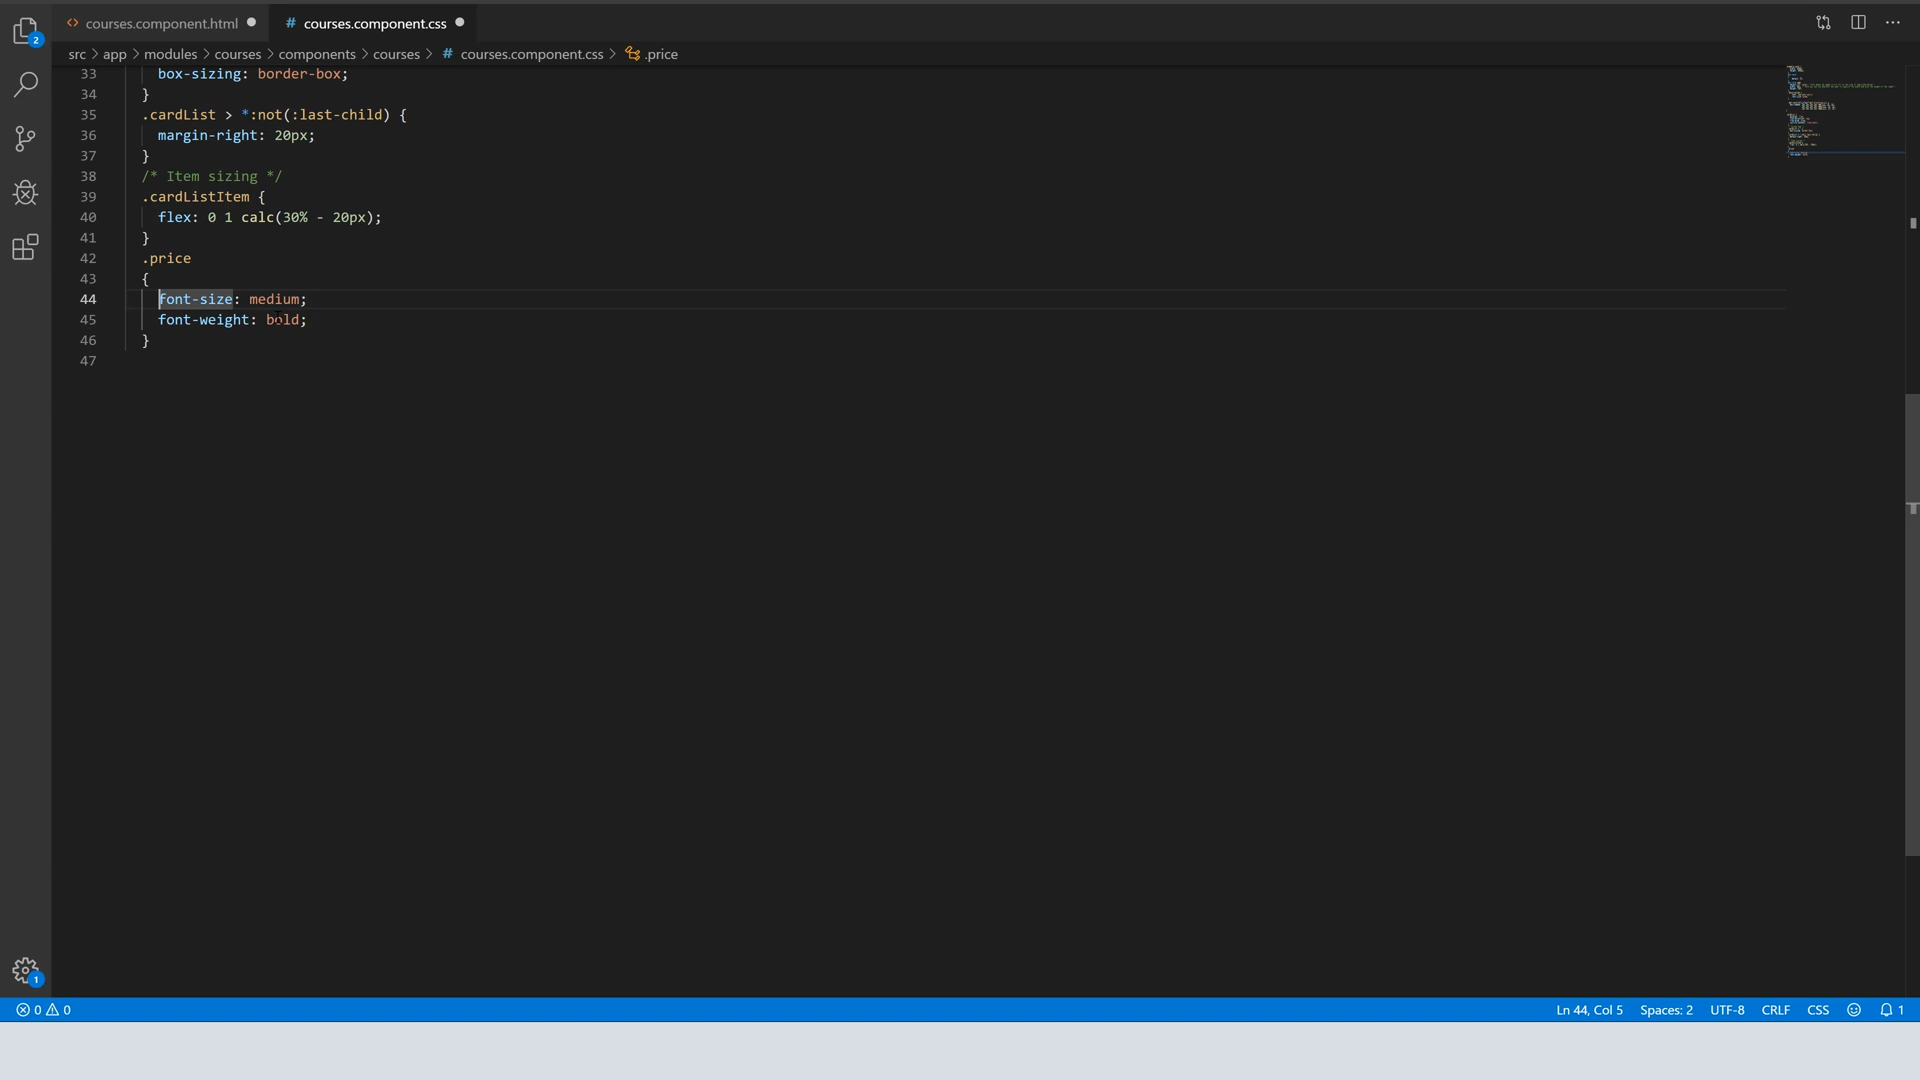 courses.component.html
courses.component.css
src > app > modules > courses > components > courses > # courses.component.css > .price
33 box-sizing: border-box;
34 }
35 .cardList > *:not(:last-child) {
36 margin-right: 20px;
37 }
38 /* Item sizing */
39 .cardListItem {
40 flex: 0 1 calc(30% - 20px);
41 }
42 .price
43 {
44 font-size: medium;
45 font-weight: bold;
46 }
47
2
1
0 0 Ln 44, Col 5 Spaces: 2 UTF-8 CRLF CSS 1